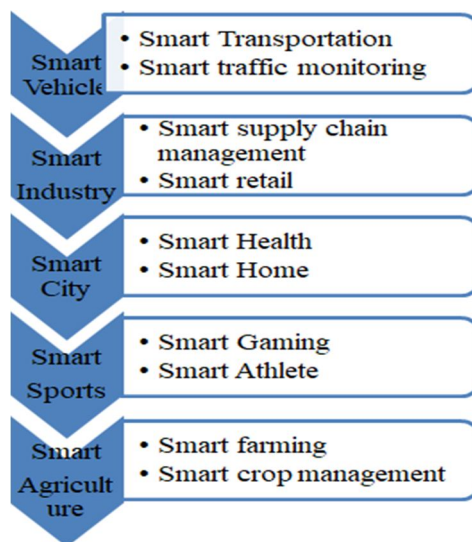 Smart
Vehicle
• Smart Transportation
• Smart traffic monitoring
Smart
Industry
• Smart supply chain
management
• Smart retail
Smart
City
• Smart Health
• Smart Home
Smart
Sports
• Smart Gaming
• Smart Athlete
Smart
Agricult
ure
• Smart farming
• Smart crop management